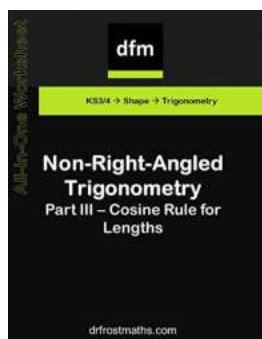 dfm
KS3/4 → Shape → Trigonometry
All-In-One Worksheet
Non-Right-Angled
Trigonometry
Part III – Cosine Rule for
Lengths
drfrostmaths.com